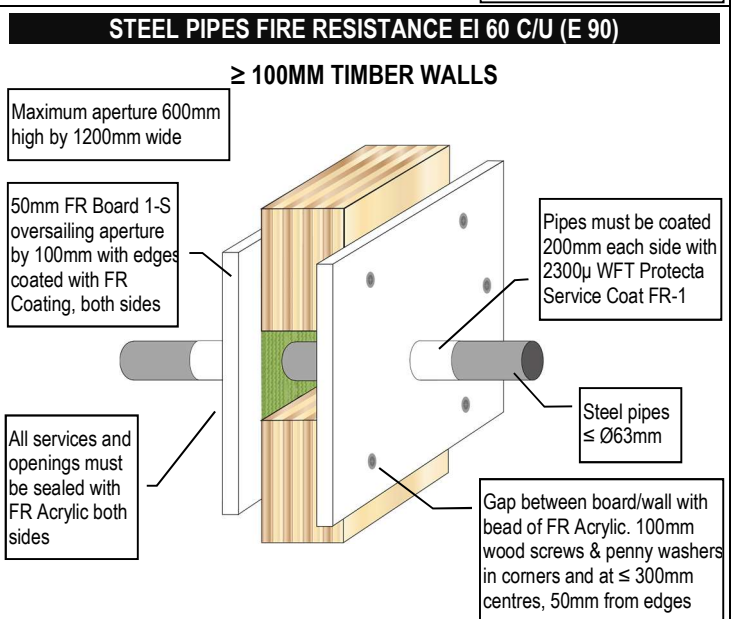 STEEL PIPES FIRE RESISTANCE EI 60 C/U (E 90)
≥ 100MM TIMBER WALLS
Maximum aperture 600mm
high by 1200mm wide
50mm FR Board 1-S
oversailing aperture
by 100mm with edges
coated with FR
Coating, both sides
Pipes must be coated
200mm each side with
2300µ WFT Protecta
Service Coat FR-1
All services and
openings must
be sealed with
FR Acrylic both
sides
Steel pipes
≤ Ø63mm
Gap between board/wall with
bead of FR Acrylic. 100mm
wood screws & penny washers
in corners and at ≤ 300mm
centres, 50mm from edges